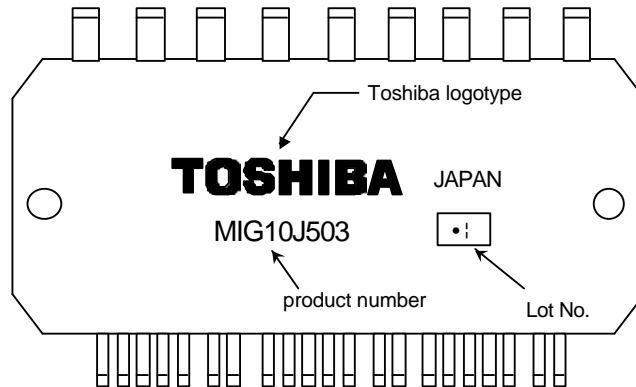 Toshiba logotype
TOSHIBA
JAPAN
MIG10J503
product number
Lot No.